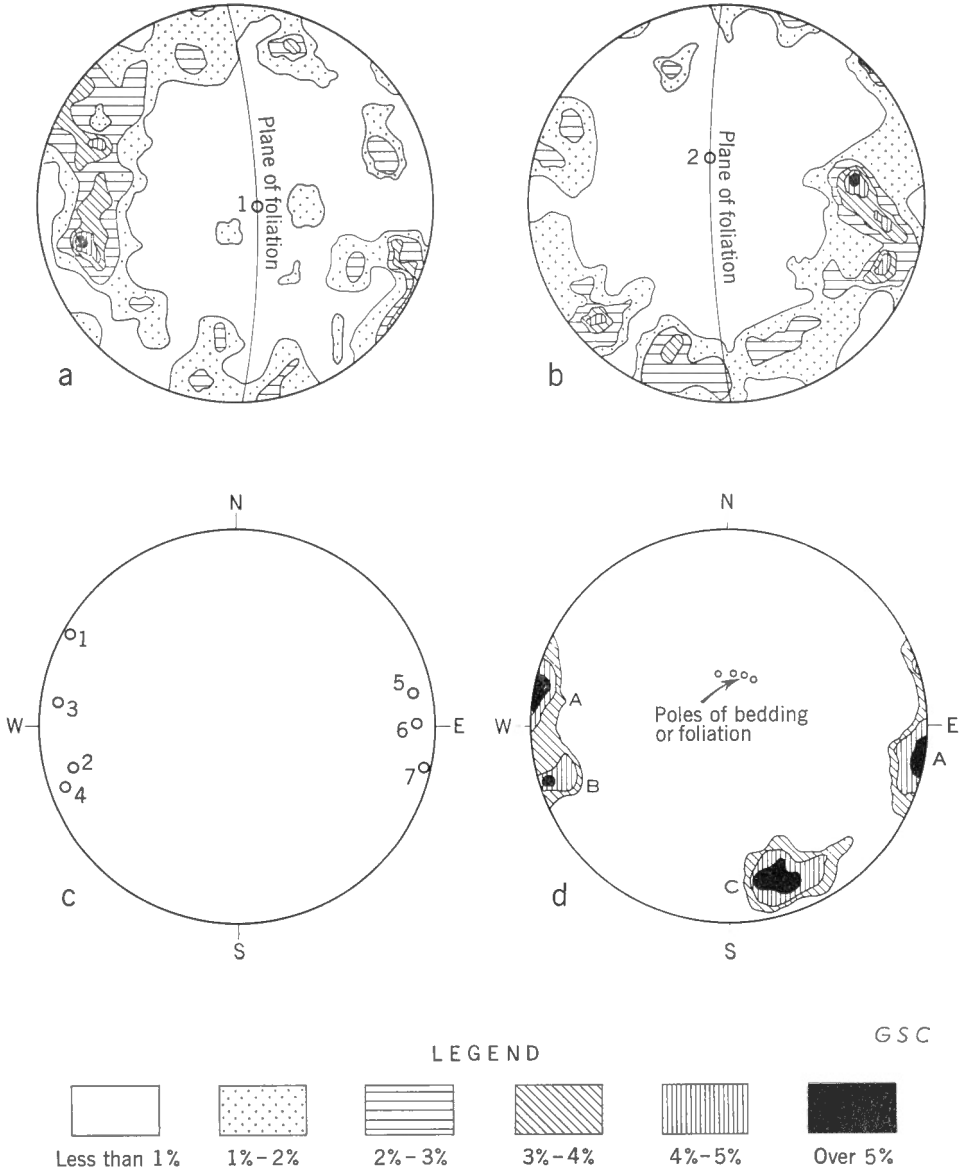 1
Plane of foliation
a
2
Plane of foliation
b
N
1
3
W
2
4
5
6
E
7
c
S
N
Poles of bedding
or foliation
W
A
B
E
A
C
d
S
GSC
LEGEND
Less than 1%
1%-2%
2%-3%
3%-4%
4%-5%
Over 5%